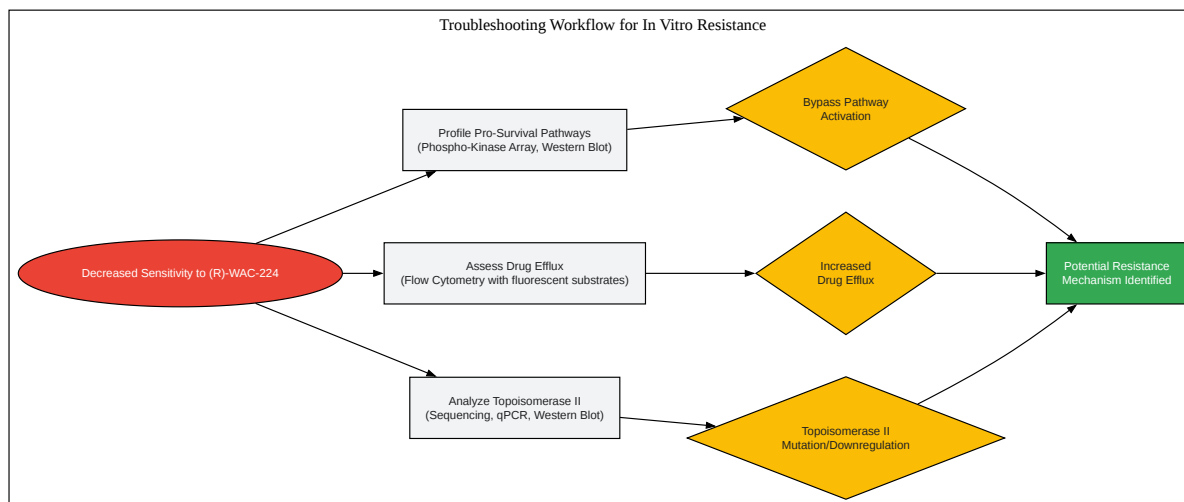 Troubleshooting Workflow for In Vitro Resistance
Bypass Pathway
Activation
Profile Pro-Survival Pathways
(Phospho-Kinase Array, Western Blot)
Decreased Sensitivity to (R)-WAC-224
Assess Drug Efflux
(Flow Cytometry with fluorescent substrates)
Increased
Drug Efflux
Potential Resistance
Mechanism Identified
Analyze Topoisomerase II
(Sequencing, qPCR, Western Blot)
Topoisomerase II
Mutation/Downregulation